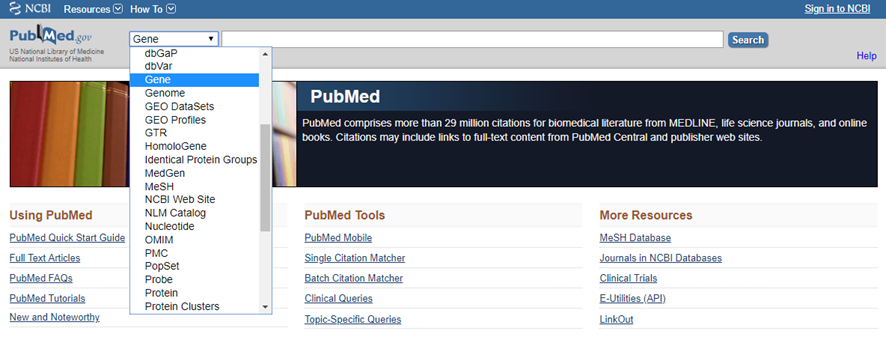 NCBI Resources How To Sign in to NCBI
PubMed.gov
US National Library of Medicine
National Institutes of Health
Gene
Search
Help
dbGaP
dbVar
Gene
Genome
GEO DataSets
GEO Profiles
GTR
HomoloGene
Identical Protein Groups
MedGen
MeSH
NCBI Web Site
NLM Catalog
Nucleotide
OMIM
PMC
PopSet
Probe
Protein
Protein Clusters
PubMed
PubMed comprises more than 29 million citations for biomedical literature from MEDLINE, life science journals, and online
books. Citations may include links to full-text content from PubMed Central and publisher web sites.
Using PubMed
PubMed Quick Start Guide
Full Text Articles
PubMed FAQs
PubMed Tutorials
New and Noteworthy
PubMed Tools
PubMed Mobile
Single Citation Matcher
Batch Citation Matcher
Clinical Queries
Topic-Specific Queries
More Resources
MeSH Database
Journals in NCBI Databases
Clinical Trials
E-Utilities (API)
LinkOut